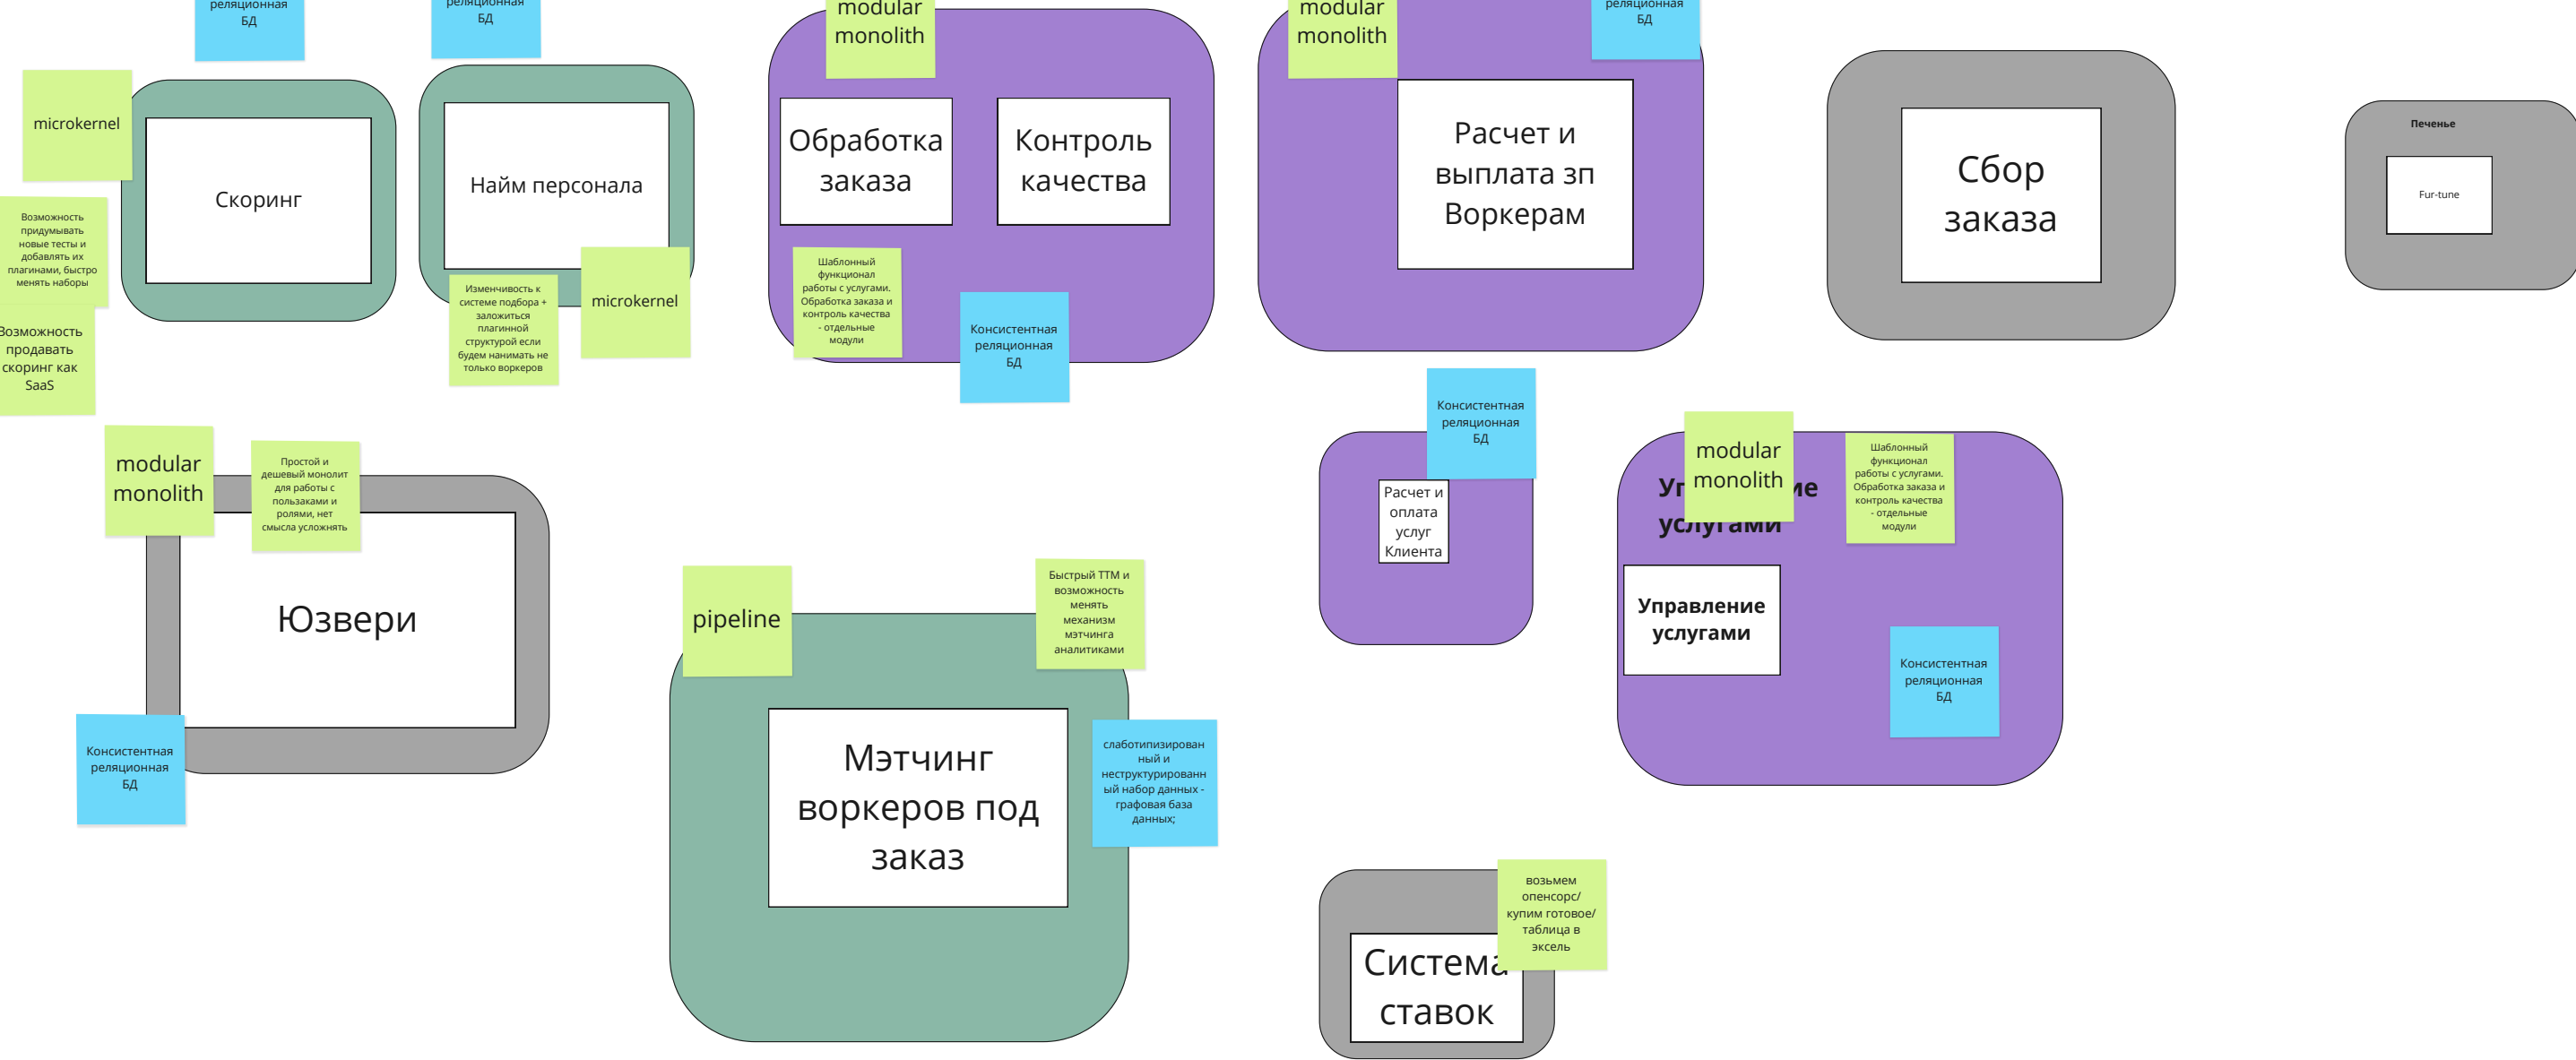 реляционная
БД
реляционная
БД
modular
monolith
modular
monolith
реляционная
БД
microkernel
Скоринг
Возможность
придумывать
новые тесты и
добавлять их
плагинами, быстро
менять наборы
Возможность
продавать
скоринг как
SaaS
Найм персонала
Изменчивость к
системе подбора +
заложиться
плагинной
структурой если
будем нанимать не
только воркеров
microkernel
Обработка
заказа
Контроль
качества
Шаблонный
функционал
работы с услугами.
Обработка заказа и
контроль качества
- отдельные
модули
Консистентная
реляционная
БД
Расчет и
выплата зп
Воркерам
Сбор
заказа
Печенье
Fur-tune
modular
monolith
Простой и
дешевый монолит
для работы с
пользаками и
ролями, нет
смысла усложнять
Юзвери
Консистентная
реляционная
БД
pipeline
Быстрый ТТМ и
возможность
менять
механизм
мэтчинга
аналитиками
Мэтчинг
воркеров под
заказ
слаботипизирован
ный и
неструктурированн
ый набор данных -
графовая база
данных;
Консистентная
реляционная
БД
Расчет и
оплата
услуг
Клиента
modular
monolith
услугами
Шаблонный
функционал
работы с услугами.
Обработка заказа и
контроль качества
- отдельные
модули
Управление
услугами
Консистентная
реляционная
БД
возьмем
опенсорс/
купим готовое/
таблица в
эксель
Система
ставок